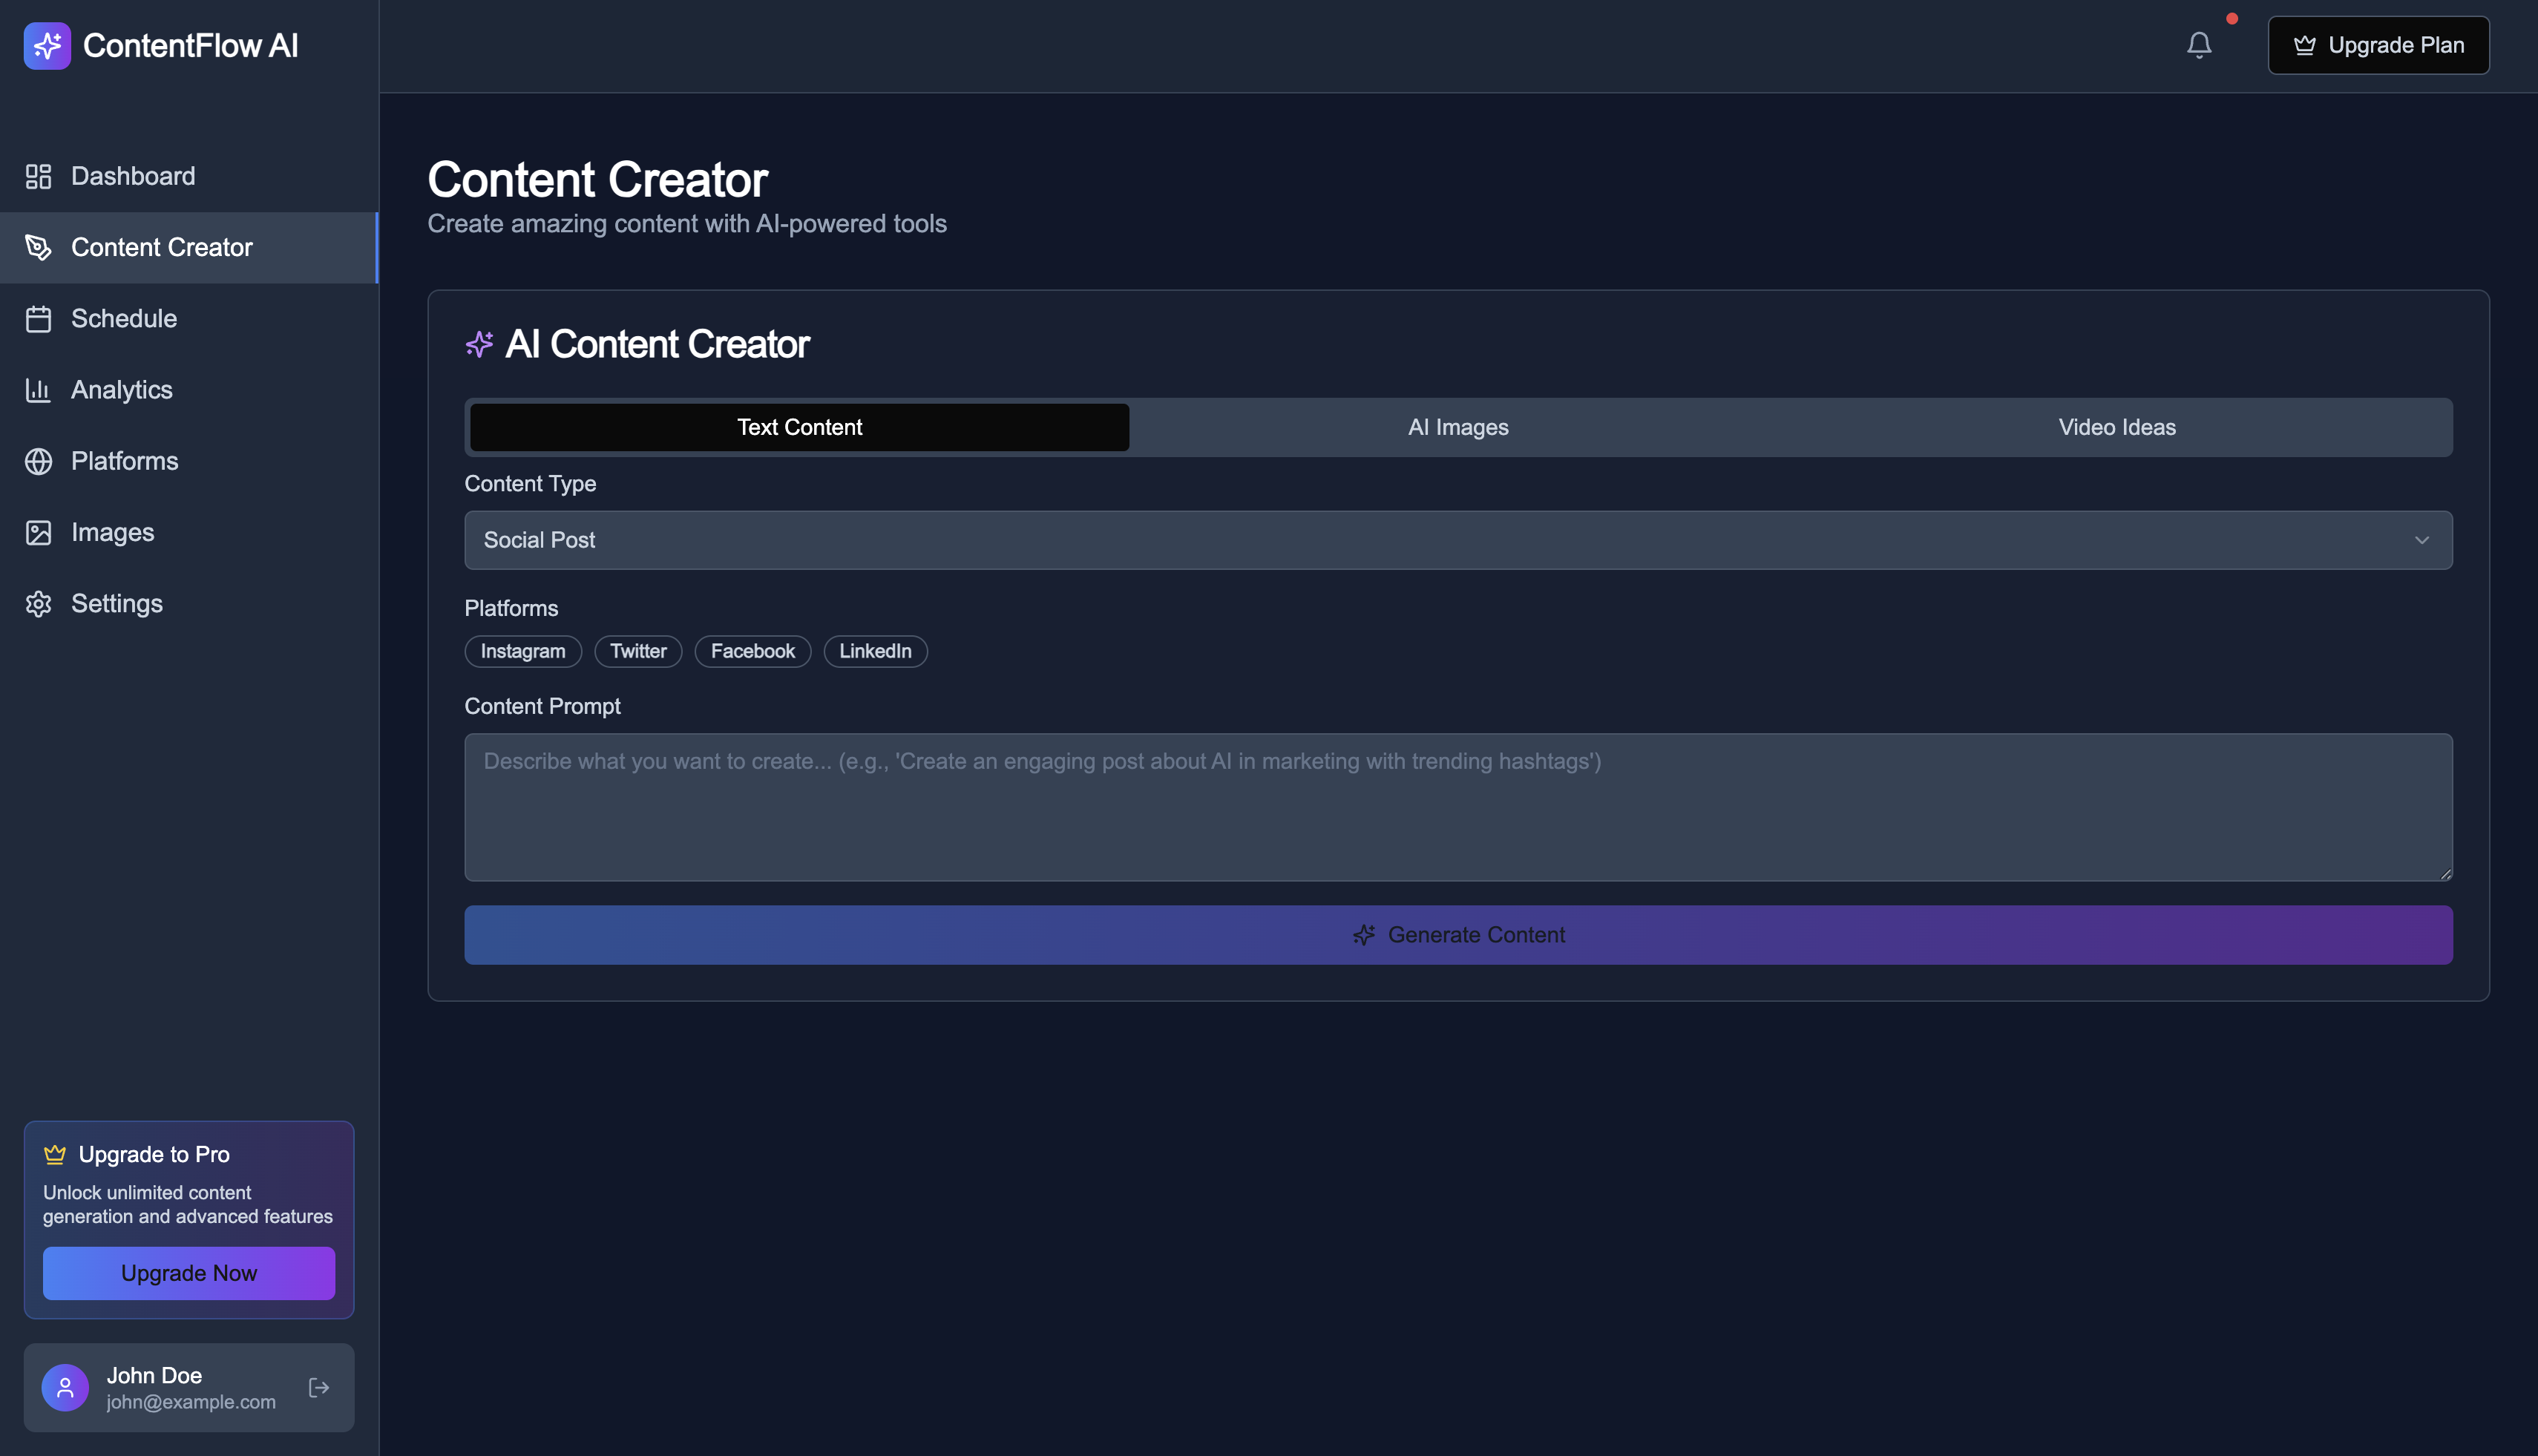 ContentFlow AI
Upgrade Plan
Dashboard
Content Creator
Schedule
Analytics
Platforms
Images
Settings
Upgrade to Pro
Unlock unlimited content
generation and advanced features
Upgrade Now
John Doe
john@example.com
Content Creator
Create amazing content with AI-powered tools
AI Content Creator
Text Content
AI Images
Video Ideas
Content Type
Social Post
Platforms
Instagram
Twitter
Facebook
LinkedIn
Content Prompt
Describe what you want to create... (e.g., 'Create an engaging post about AI in marketing with trending hashtags')
Generate Content